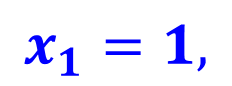 x₁ = 1,